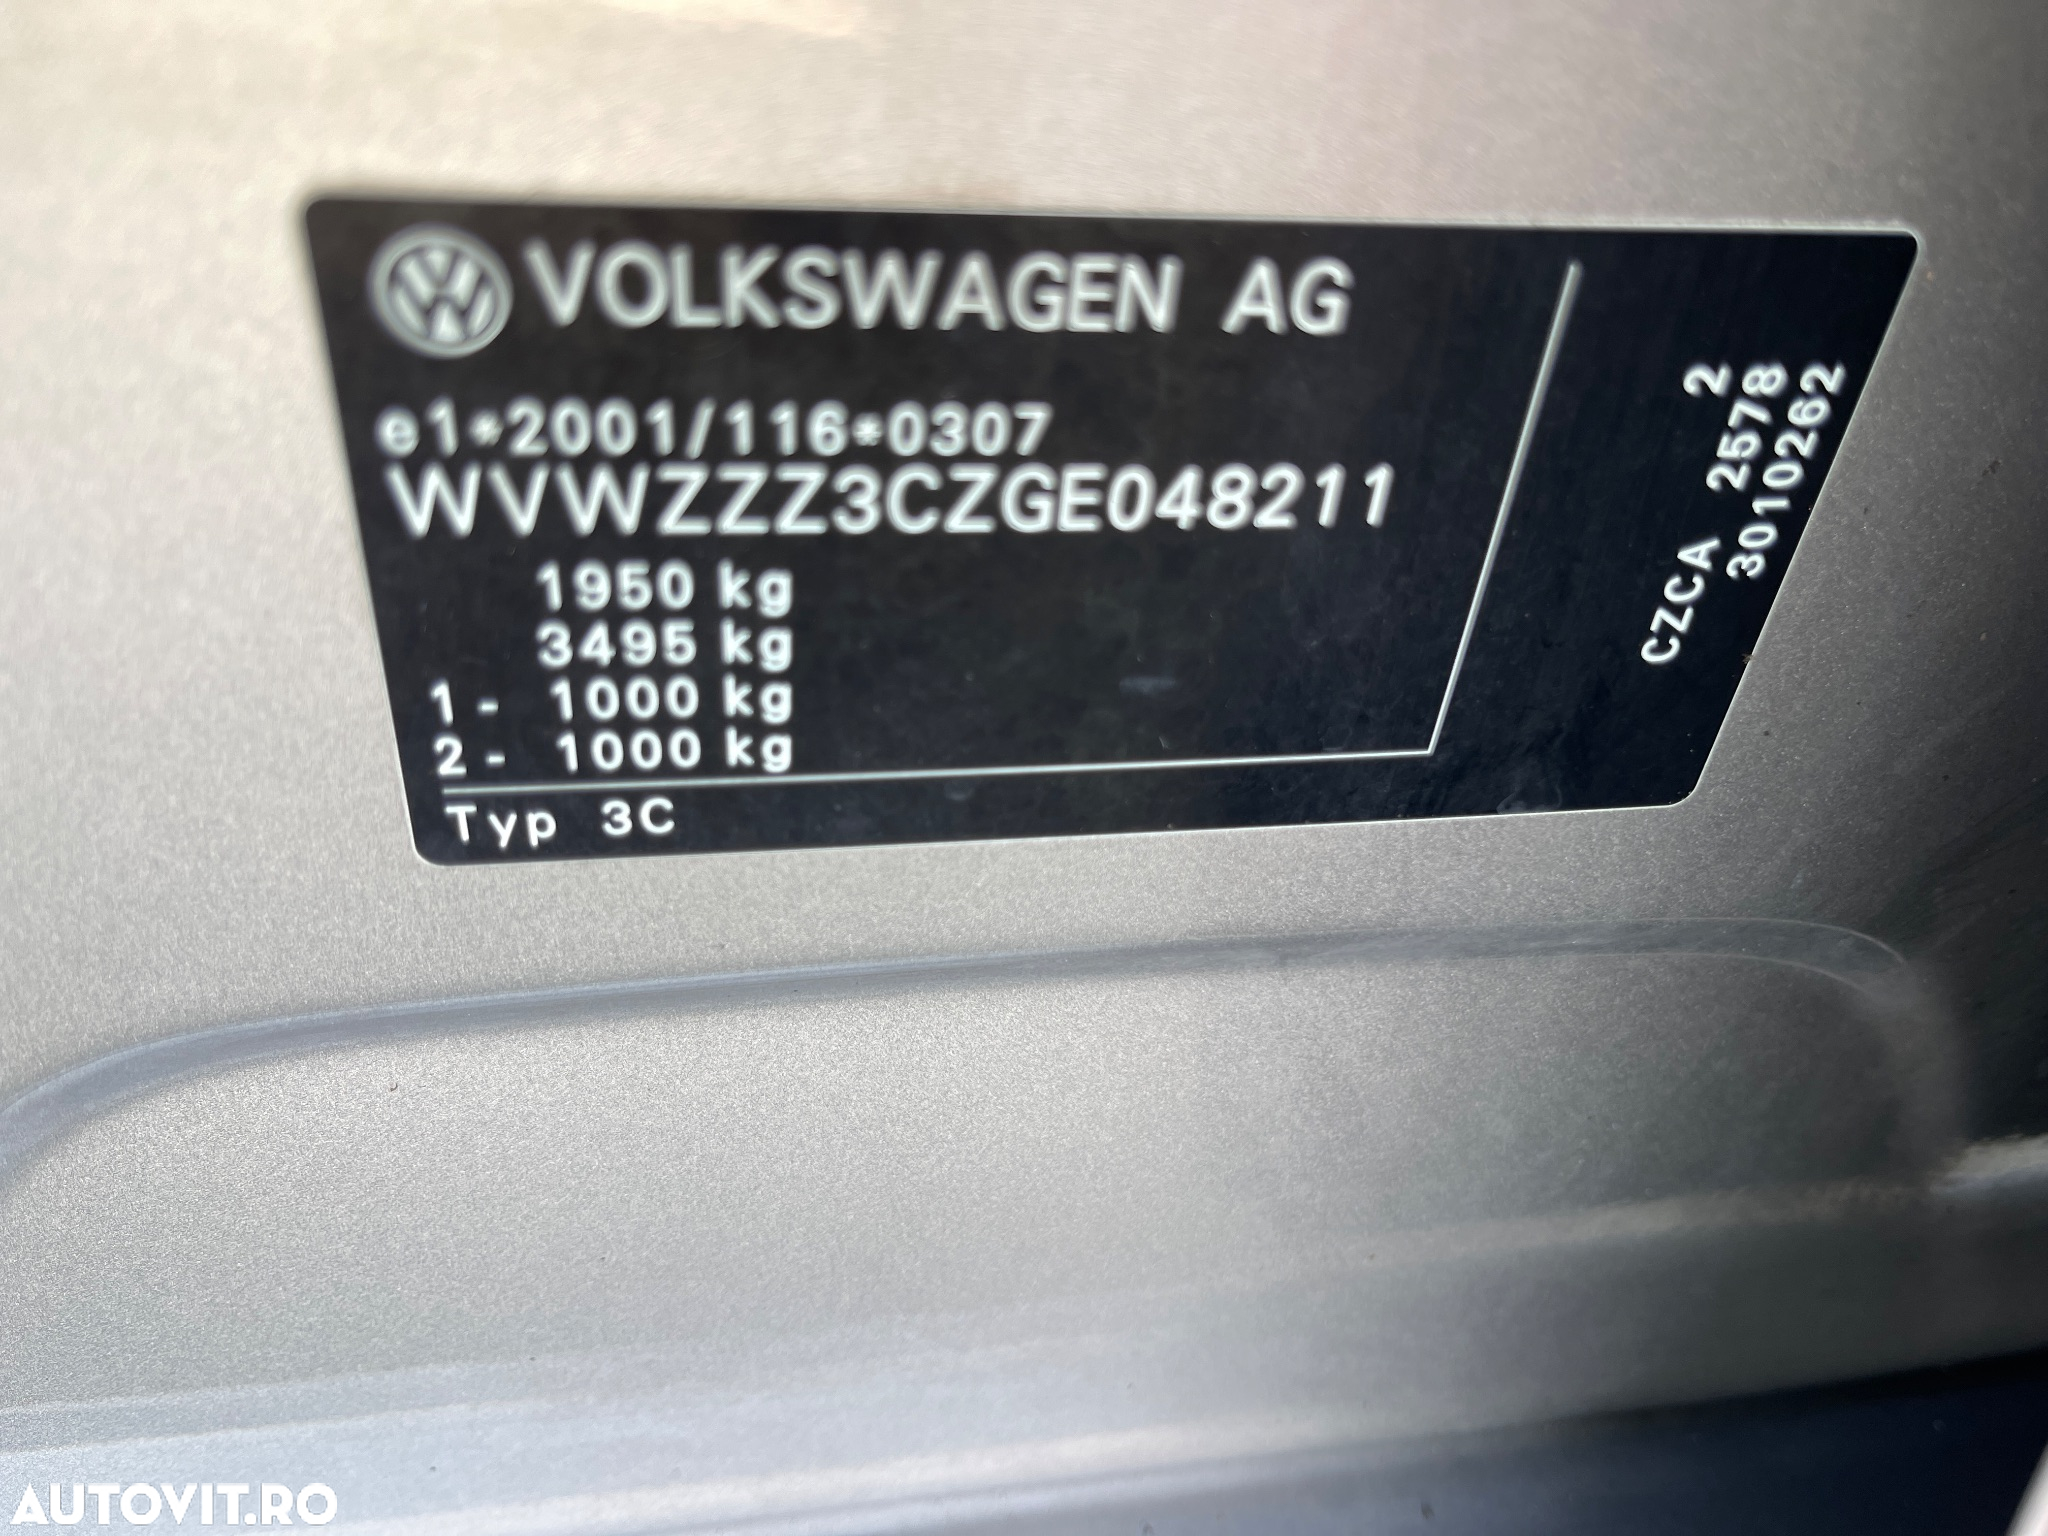 VOLKSWAGEN AG
e1*2001/116*0307
WVWZZZ3CZGE048211
1950 kg
3495 kg
1- 1000 kg
2- 1000 kg
Typ 3C
CZCA 2578 2
3010262
AUTOVIT.RO